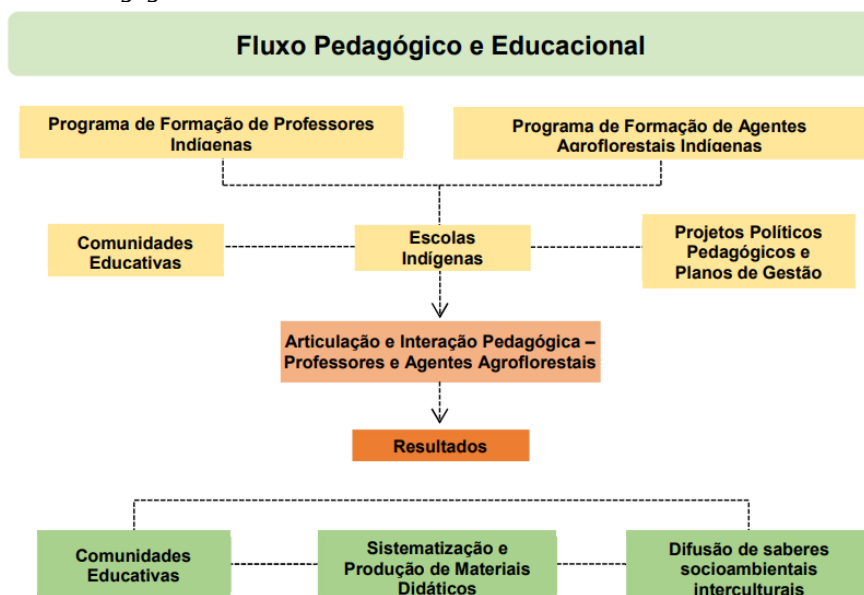 Fluxo Pedagógico e Educacional
Programa de Formação de Professores
Indígenas
Programa de Formação de Agentes
Agroflorestais Indígenas
Comunidades
Educativas
Escolas
Indígenas
Projetos Políticos
Pedagógicos e
Planos de Gestão
Articulação e Interação Pedagógica –
Professores e Agentes Agroflorestais
Resultados
Comunidades
Educativas
Sistematização e
Produção de Materiais
Didáticos
Difusão de saberes
socioambientais
interculturais